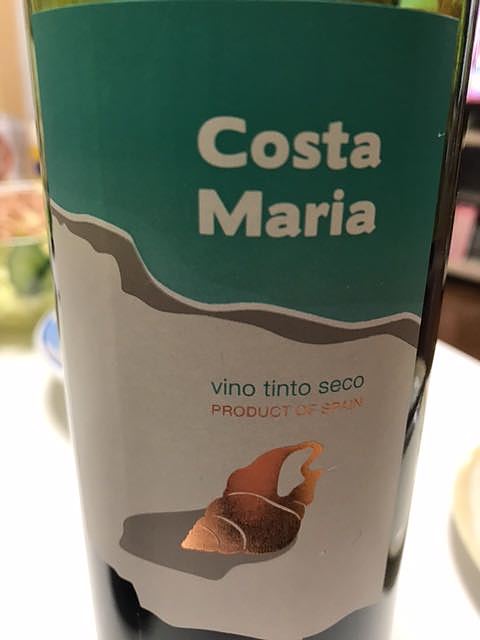 Costa
Maria
vino tinto seco
PRODUCT OF SPAIN